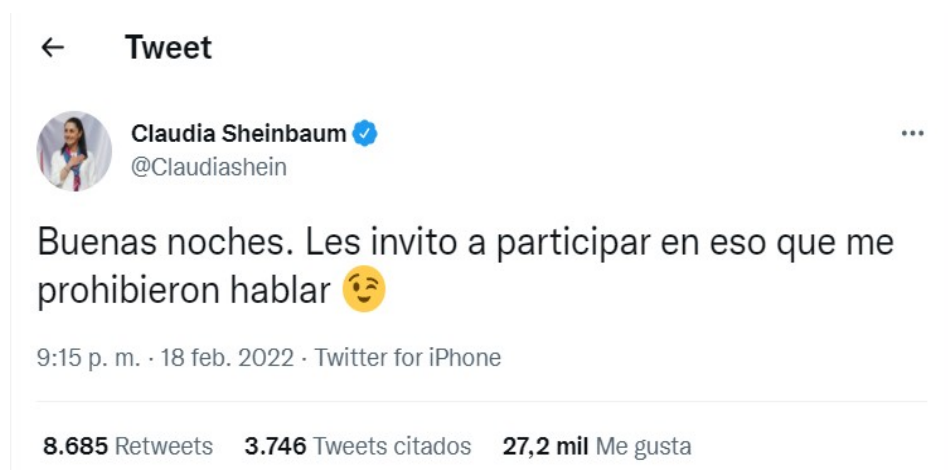 Tweet
Claudia Sheinbaum
@Claudiashein
Buenas noches. Les invito a participar en eso que me
prohibieron hablar 😉
9:15 p. m. · 18 feb. 2022 · Twitter for iPhone
8.685 Retweets 3.746 Tweets citados 27,2 mil Me gusta